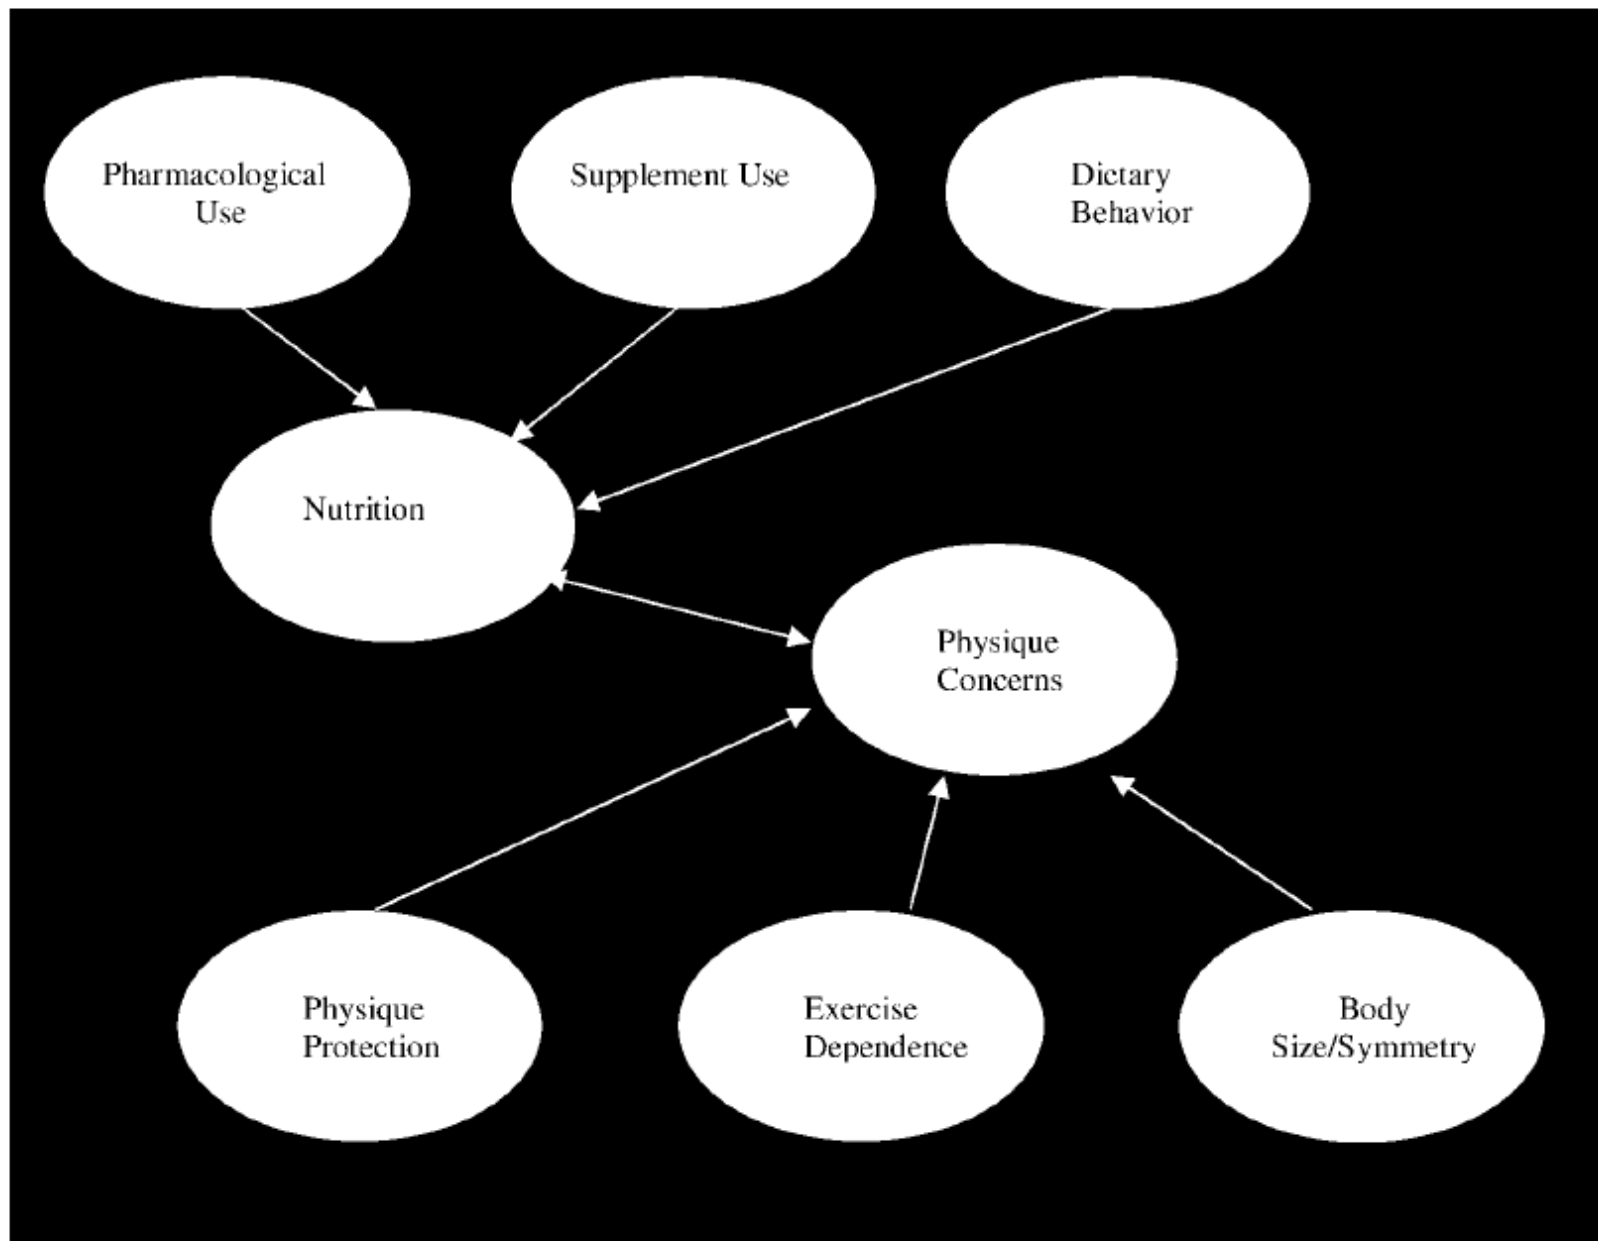 Pharmacological
Use
Supplement Use
Dictary
Behavior
Nutrition
Physique
Concerns
Physique
Protection
Exercise
Dependence
Body
Size/Symmetry